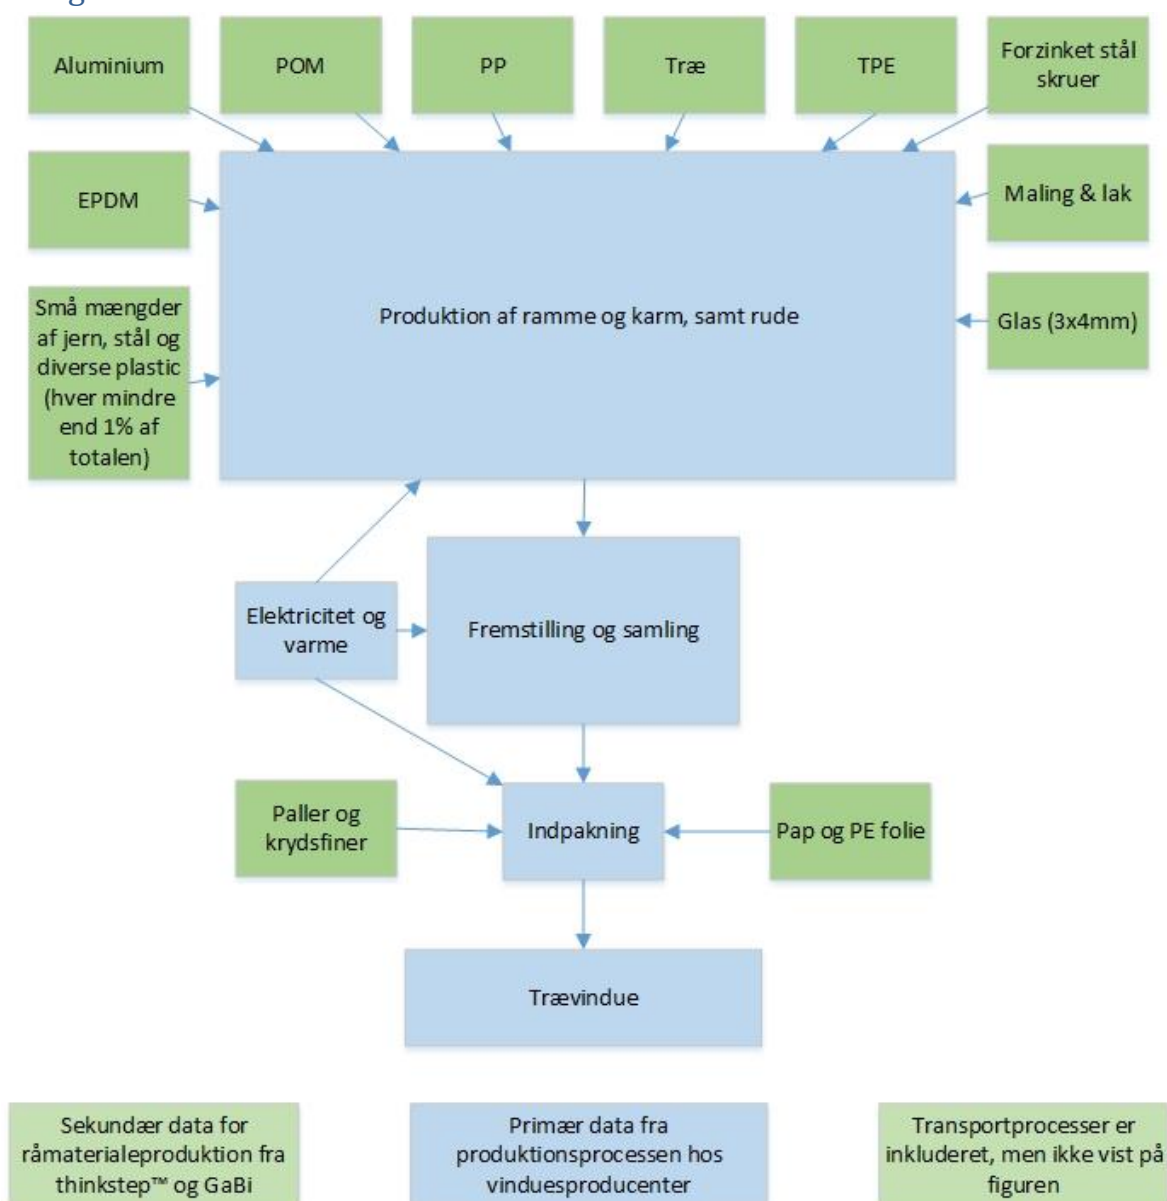 Aluminium
POM
PP
Træ
TPE
Forzinket stål
skruer
EPDM
Maling & lak
Små mængder
af jern, stål og
diverse plastic
(hver mindre
end 1% af
totalen)
Produktion af ramme og karm, samt rude
Glas (3x4mm)
Elektricitet og
varme
Fremstilling og samling
Paller og
krydsfiner
Indpakning
Pap og PE folie
Trævindue
Sekundær data for
råmaterialeproduktion fra
thinkstep™ og GaBi
Primær data fra
produktionsprocessen hos
vinduesproducenter
Transportprocesser er
inkluderet, men ikke vist på
figuren